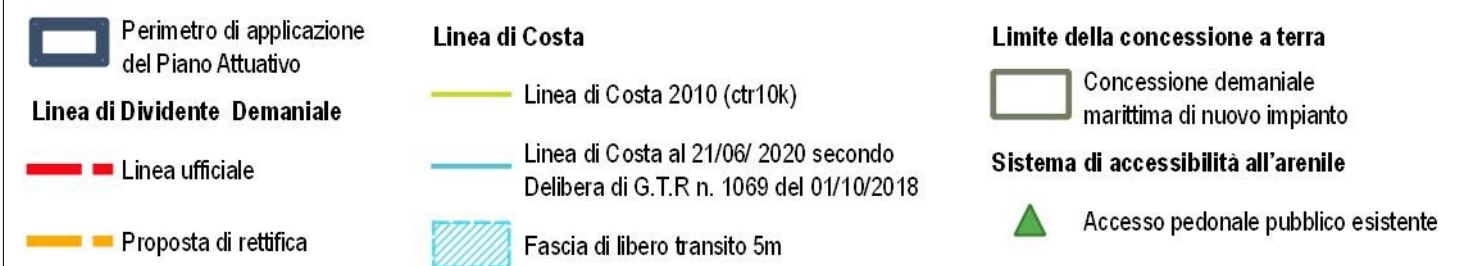 Perimetro di applicazione
del Piano Attuativo
Linea di Dividente Demaniale
Linea ufficiale
Proposta di rettifica
Linea di Costa
Linea di Costa 2010 (ctr10k)
Linea di Costa al 21/06/ 2020 secondo
Delibera di G.T.R n. 1069 del 01/10/2018
Fascia di libero transito 5m
Limite della concessione a terra
Concessione demaniale
marittima di nuovo impianto
Sistema di accessibilità all'arenile
Accesso pedonale pubblico esistente